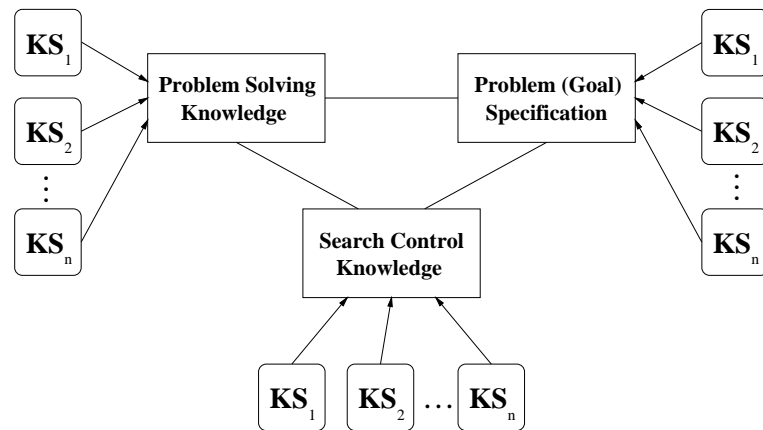 KS1
KS1
Problem Solving
Knowledge
Problem (Goal)
Specification
KS2
KS2
...
...
KSn
KSn
Search Control
Knowledge
KS1 KS2 ... KSn